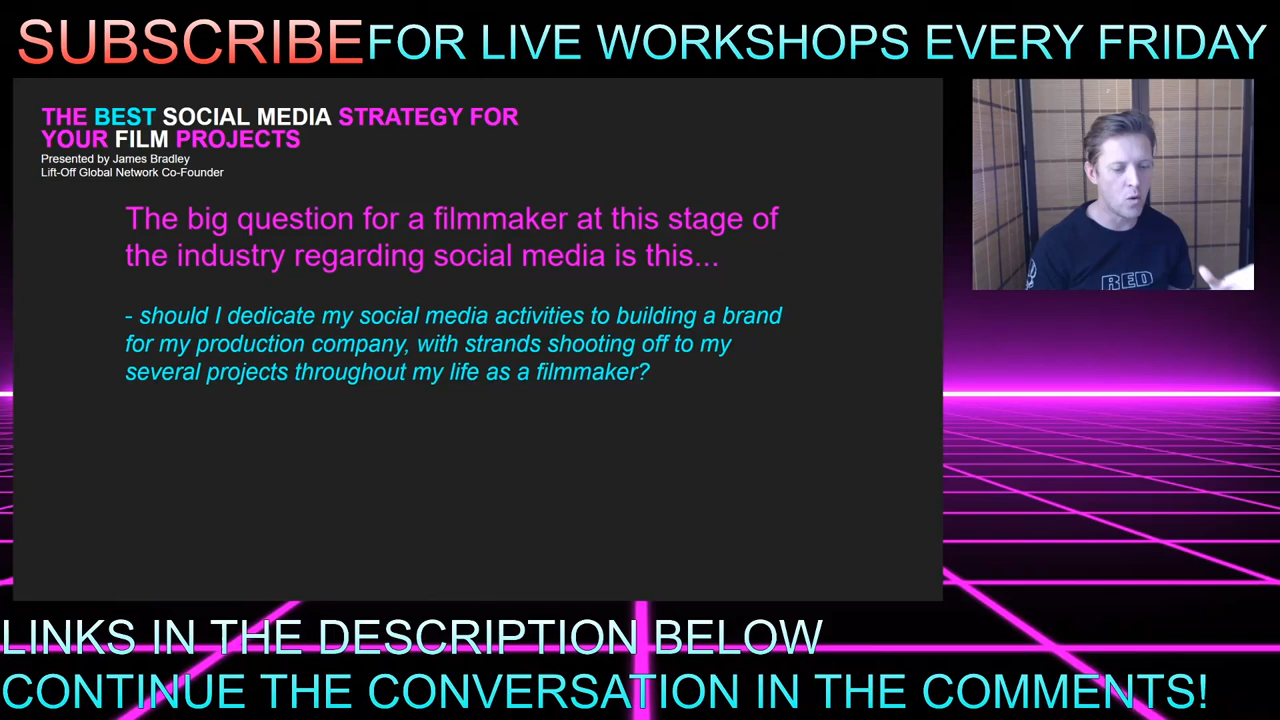 SUBSCRIBE FOR LIVE WORKSHOPS EVERY FRIDAY
THE BEST SOCIAL MEDIA STRATEGY FOR
YOUR FILM PROJECTS
Presented by James Bradley
Lift-Off Global Network Co-Founder
The big question for a filmmaker at this stage of
the industry regarding social media is this...
- should I dedicate my social media activities to building a brand
for my production company, with strands shooting off to my
several projects throughout my life as a filmmaker?
RED
LINKS IN THE DESCRIPTION BELOW
CONTINUE THE CONVERSATION IN THE COMMENTS!